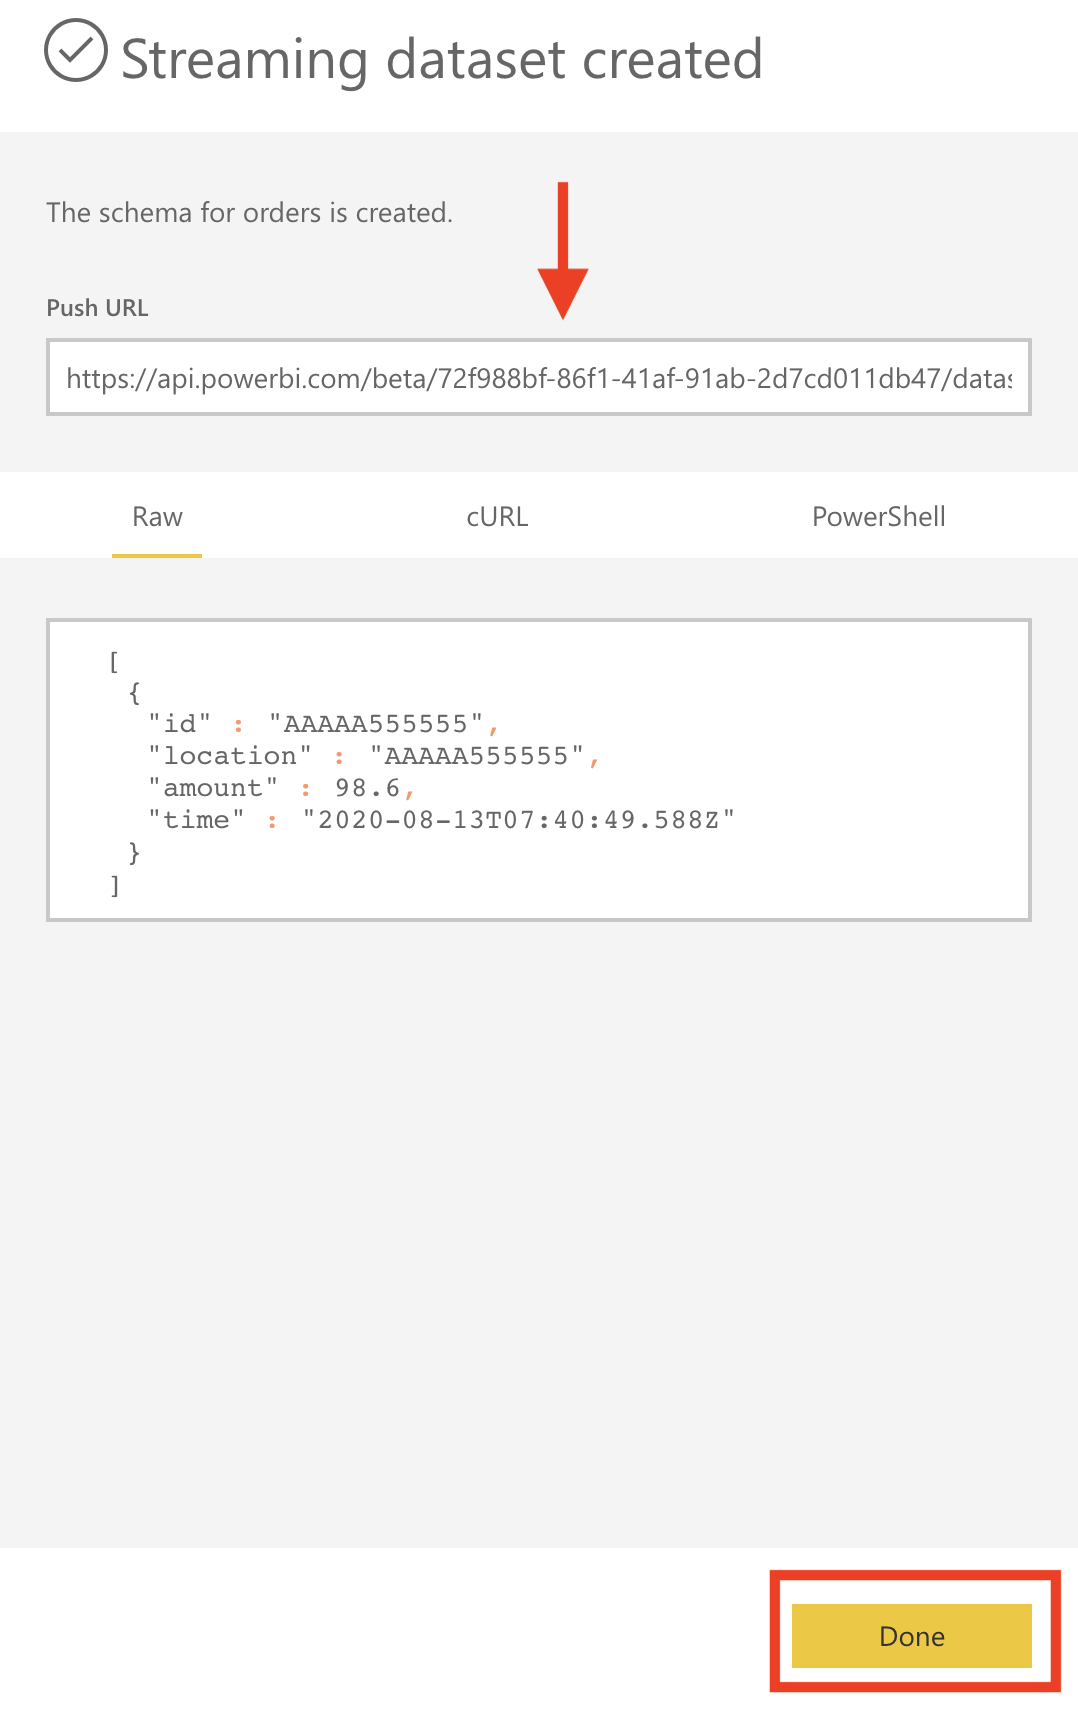 Streaming dataset created
The schema for orders is created.
Push URL
https://api.powerbi.com/beta/72f988bf-86f1-41af-91ab-2d7cd011db47/datas
Raw cURL PowerShell
[
{
"id" : "AAAAA555555",
"location" : "AAAAA555555",
"amount" : 98.6,
"time" : "2020-08-13T07:40:49.588Z"
}
]
Done